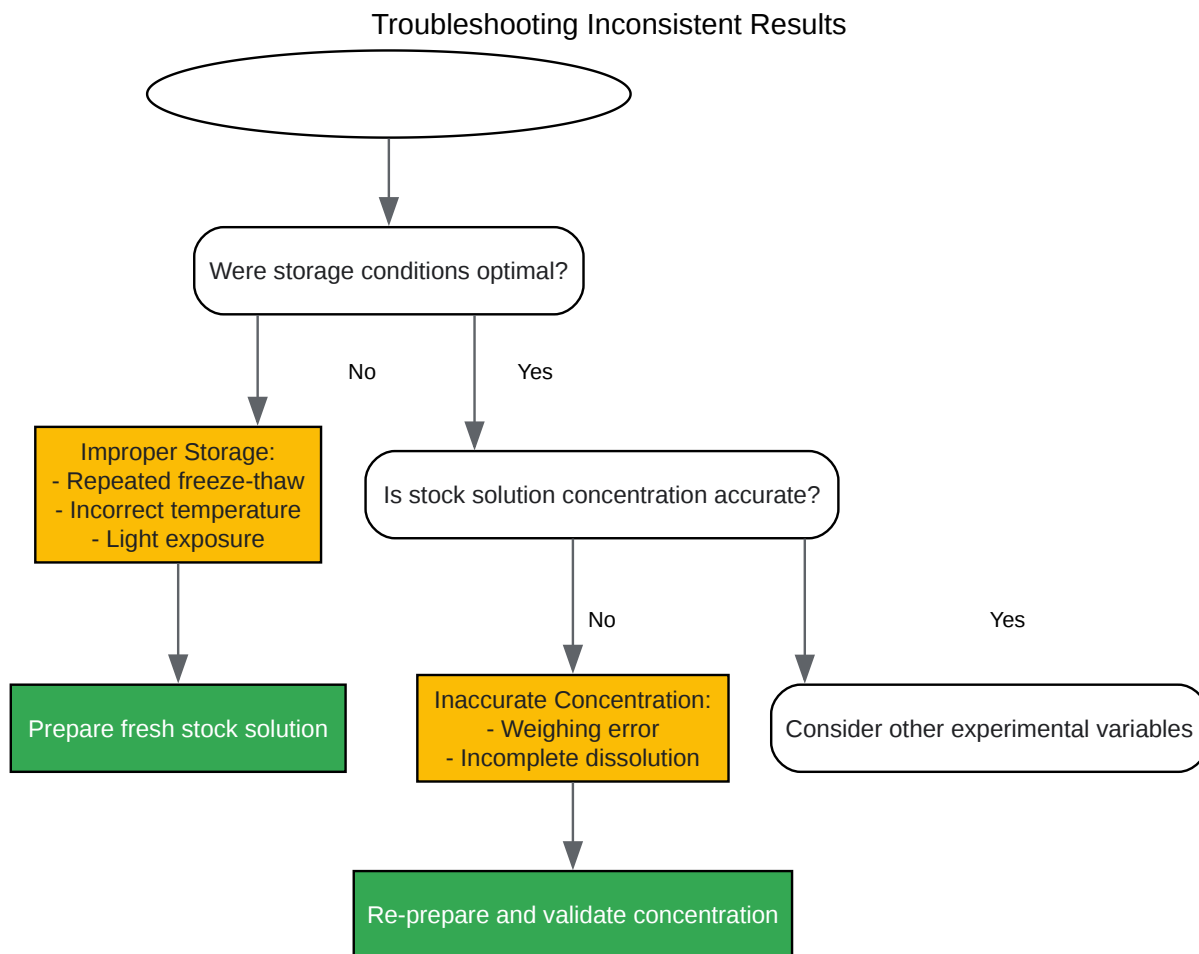 Troubleshooting Inconsistent Results
Were storage conditions optimal?
No
Yes
Improper Storage:
- Repeated freeze-thaw
- Incorrect temperature
- Light exposure
Is stock solution concentration accurate?
No
Yes
Prepare fresh stock solution
Inaccurate Concentration:
- Weighing error
- Incomplete dissolution
Consider other experimental variables
Re-prepare and validate concentration